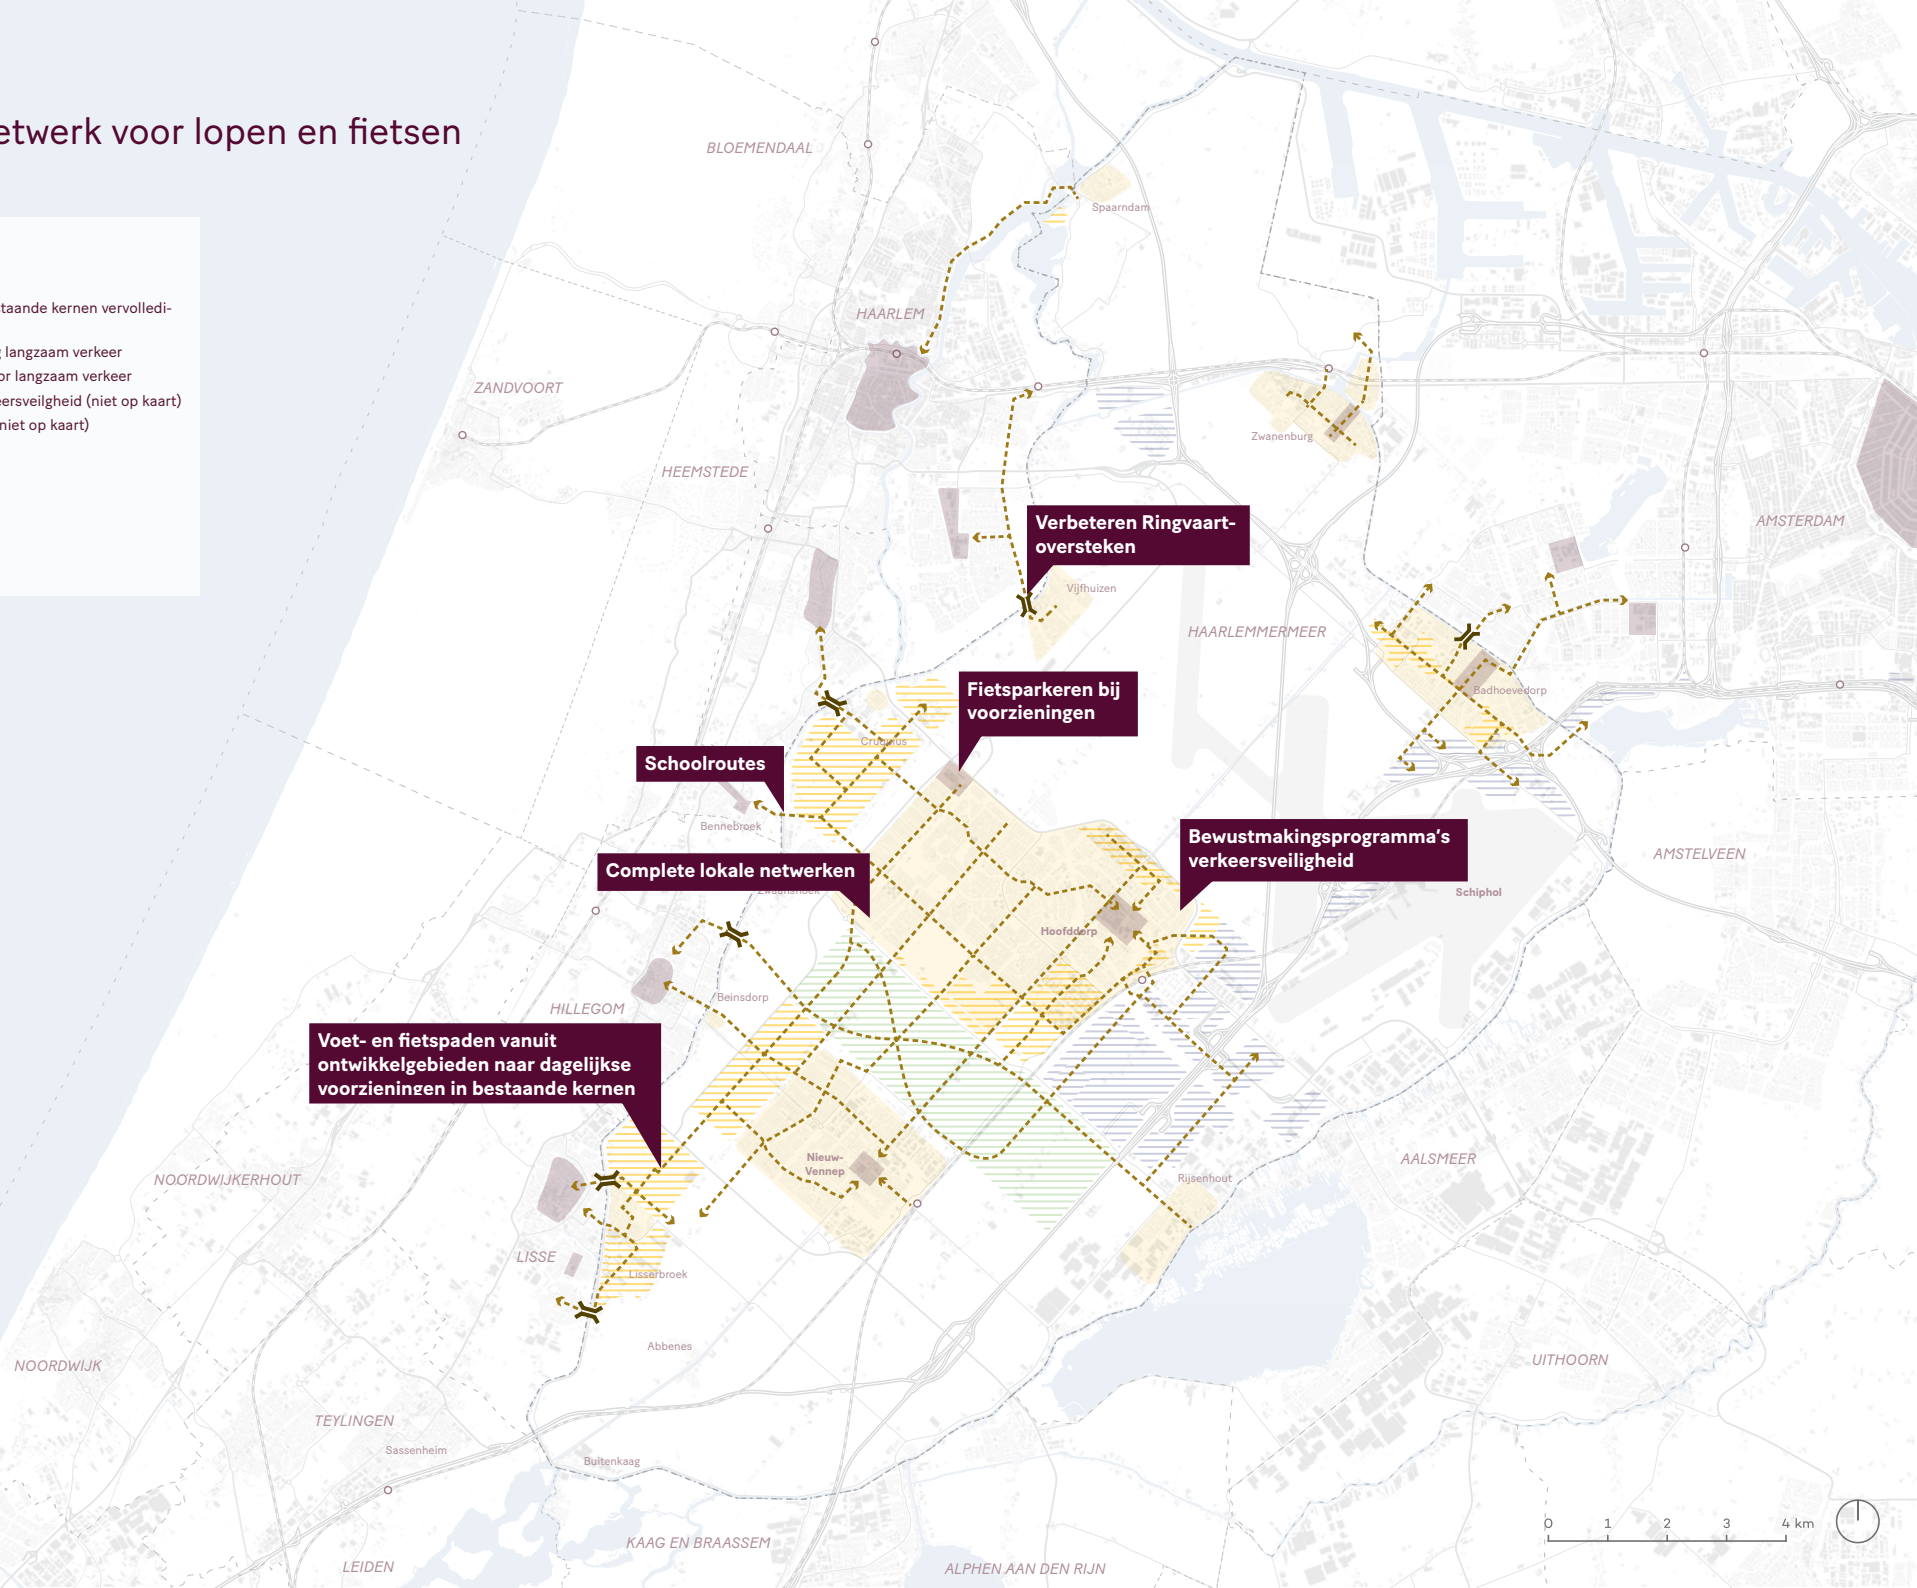 etwerk voor lopen en fietsen
staande kernen vervolledi-
g langzaam verkeer
or langzaam verkeer
eersveilgheid (niet op kaart)
niet op kaart)
BLOEMENDAAL
Spaarndam
HAARLEM
ZANDVOORT
Zwanenburg
HEEMSTEDE
AMSTERDAM
Verbeteren Ringvaart-
oversteken
Vijfhuizen
HAARLEMMERMEER
Fietsparkeren bij
voorzieningen
Badhoevedorp
Cruquius
Schoolroutes
Bennebroek
Bewustmakingsprogramma's
verkeersveiligheid
AMSTELVEEN
Complete lokale netwerken
Zwaanshoek
Schiphol
Hoofddorp
Beinsdorp
HILLEGOM
Voet- en fietspaden vanuit
ontwikkelgebieden naar dagelijkse
voorzieningen in bestaande kernen
Nieuw-
Vennep
AALSMEER
NOORDWIJKERHOUT
Rijsenhout
LISSE
Lisserbroek
Abbenes
NOORDWIJK
UITHOORN
TEYLINGEN
Sassenheim
Buitenkaag
0 1 2 3 4 km
KAAG EN BRAASSEM
LEIDEN
ALPHEN AAN DEN RIJN